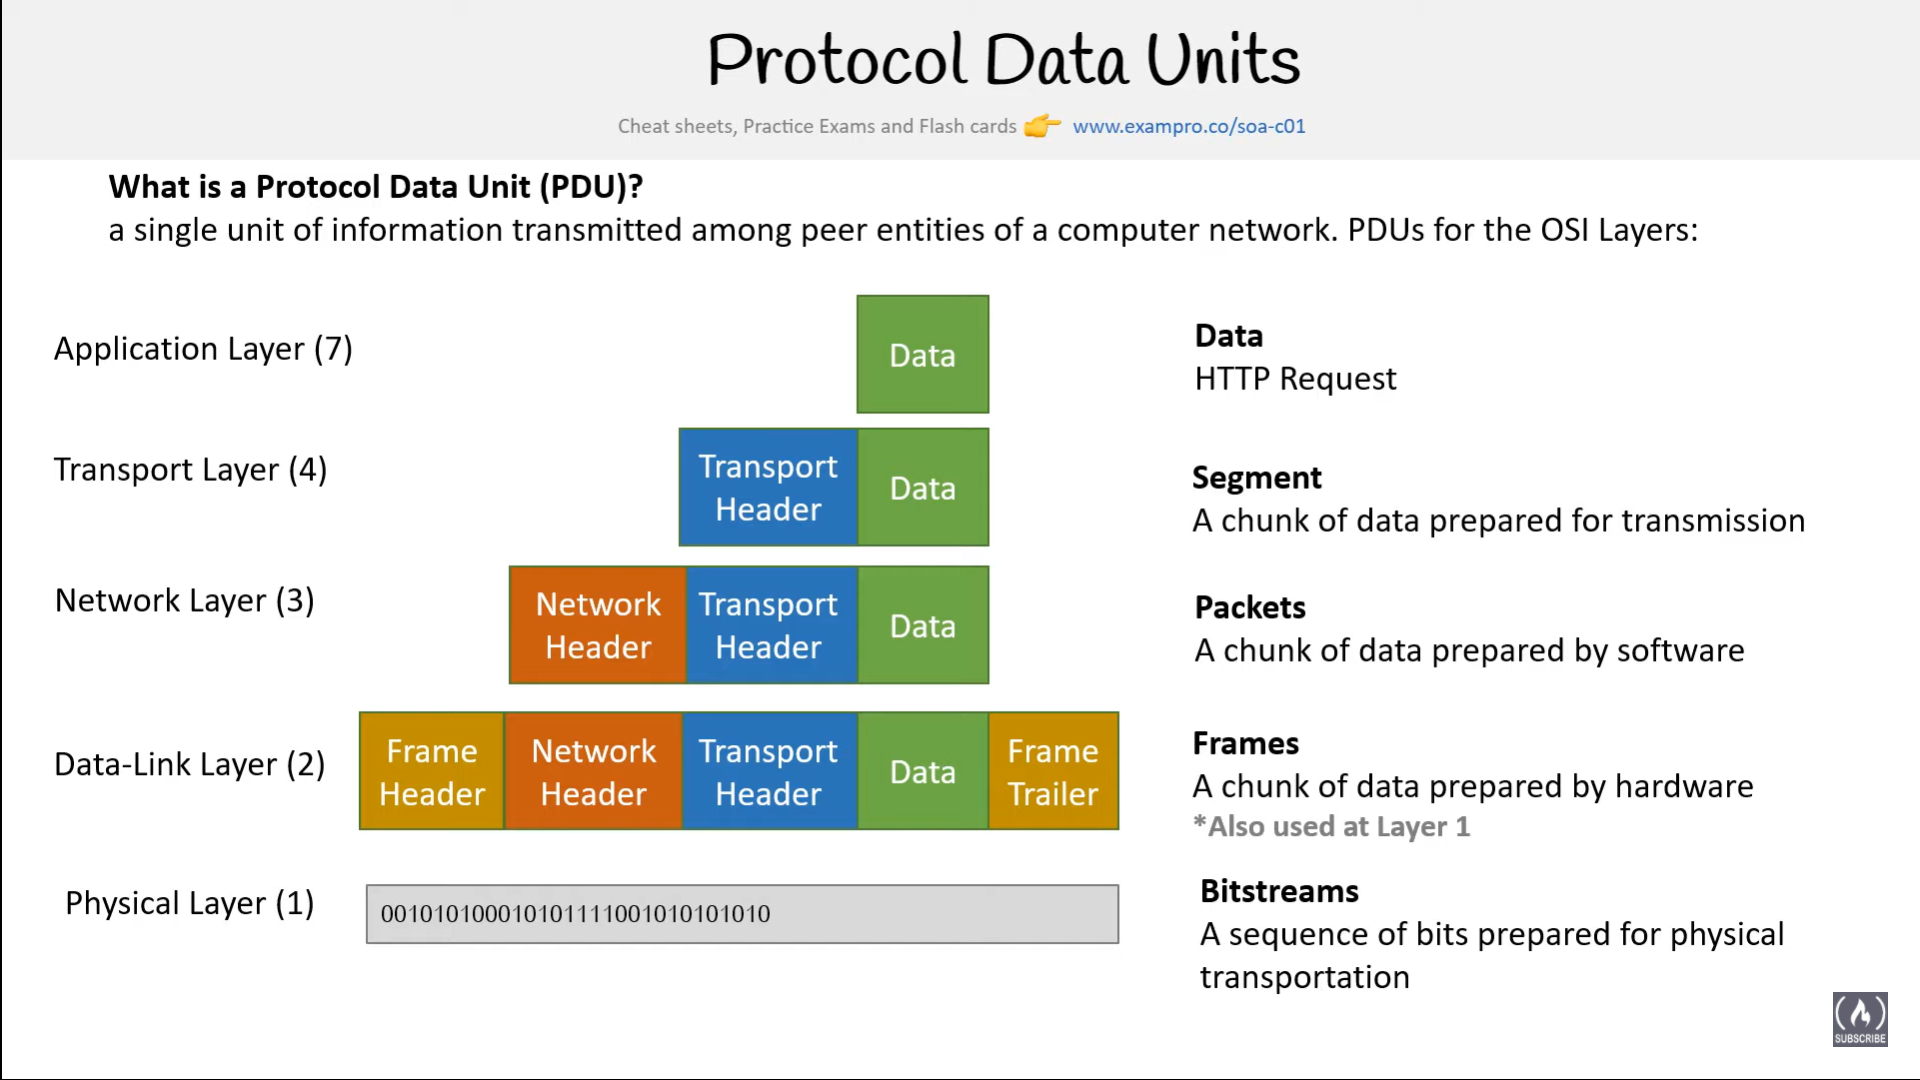 Protocol Data Units
Cheat sheets, Practice Exams and Flash cards 👉 www.exampro.co/soa-c01
What is a Protocol Data Unit (PDU)?
a single unit of information transmitted among peer entities of a computer network. PDUs for the OSI Layers:
Application Layer (7)
Data
Data
HTTP Request
Transport Layer (4)
Transport
Header
Data
Segment
A chunk of data prepared for transmission
Network Layer (3)
Network
Header
Transport
Header
Data
Packets
A chunk of data prepared by software
Data-Link Layer (2)
Frame
Header
Network
Header
Transport
Header
Data
Frame
Trailer
Frames
A chunk of data prepared by hardware
*Also used at Layer 1
Physical Layer (1)
001010100010101111001010101010
Bitstreams
A sequence of bits prepared for physical
transportation
SUBSCRIBE